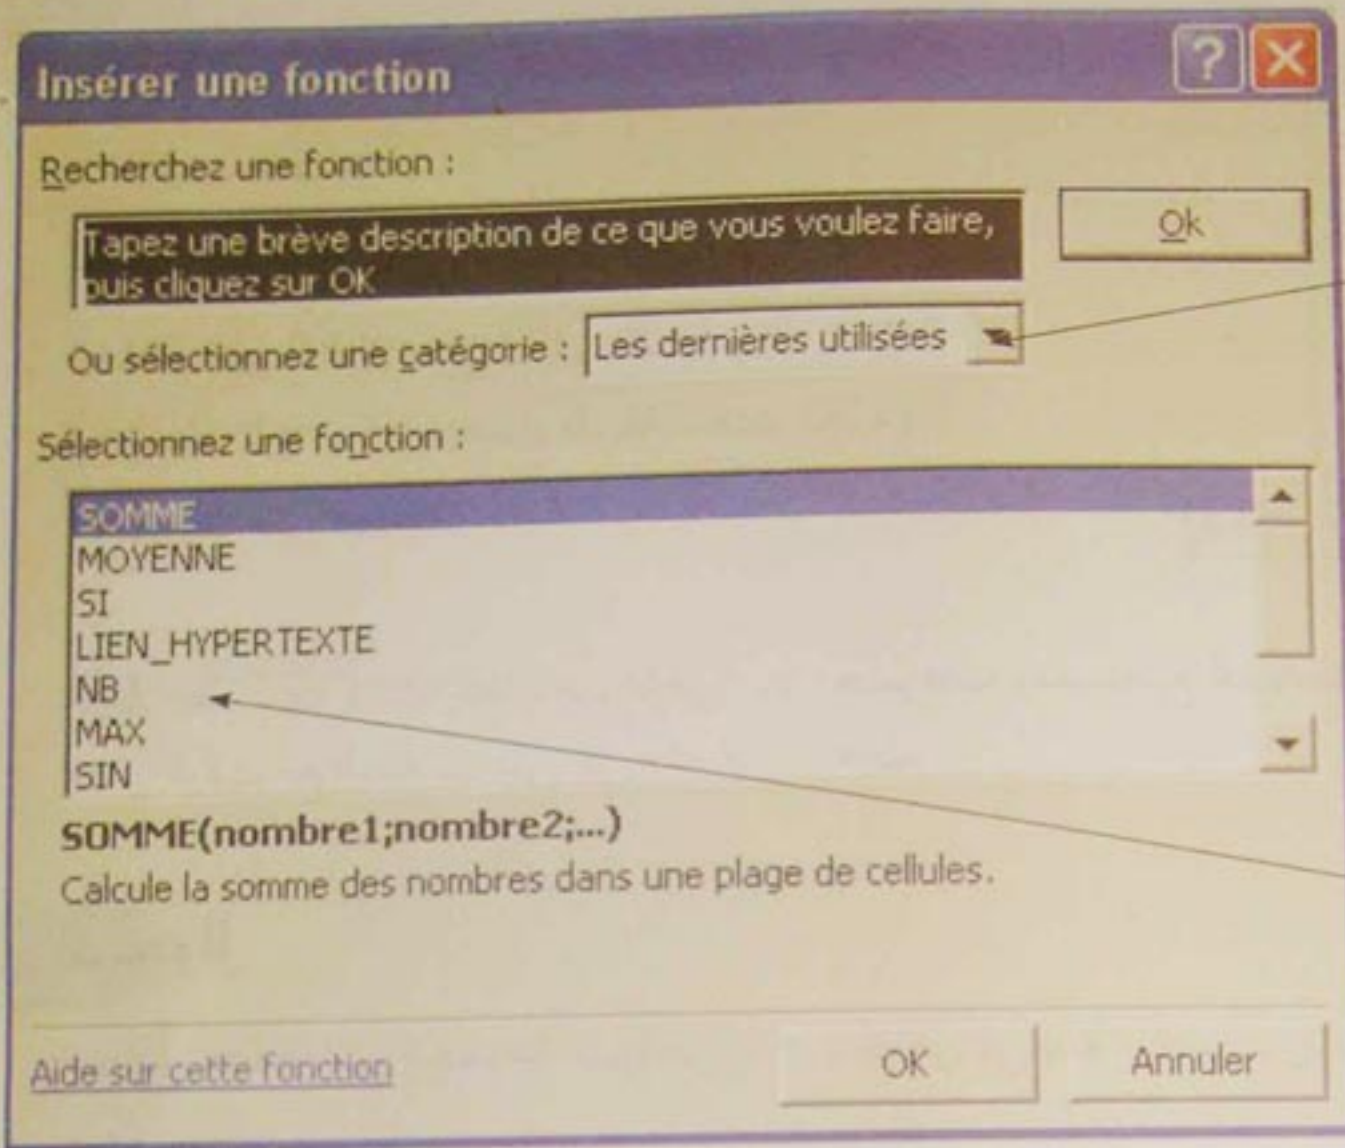 Insérer une fonction
Recherchez une fonction :
Tapez une brève description de ce que vous voulez faire,
puis cliquez sur OK
Ok
Ou sélectionnez une catégorie : Les dernières utilisées
Sélectionnez une fonction :
SOMME
MOYENNE
SI
LIEN_HYPERTEXTE
NB
MAX
SIN
SOMME(nombre1;nombre2;...)
Calcule la somme des nombres dans une plage de cellules.
Aide sur cette fonction
OK
Annuler